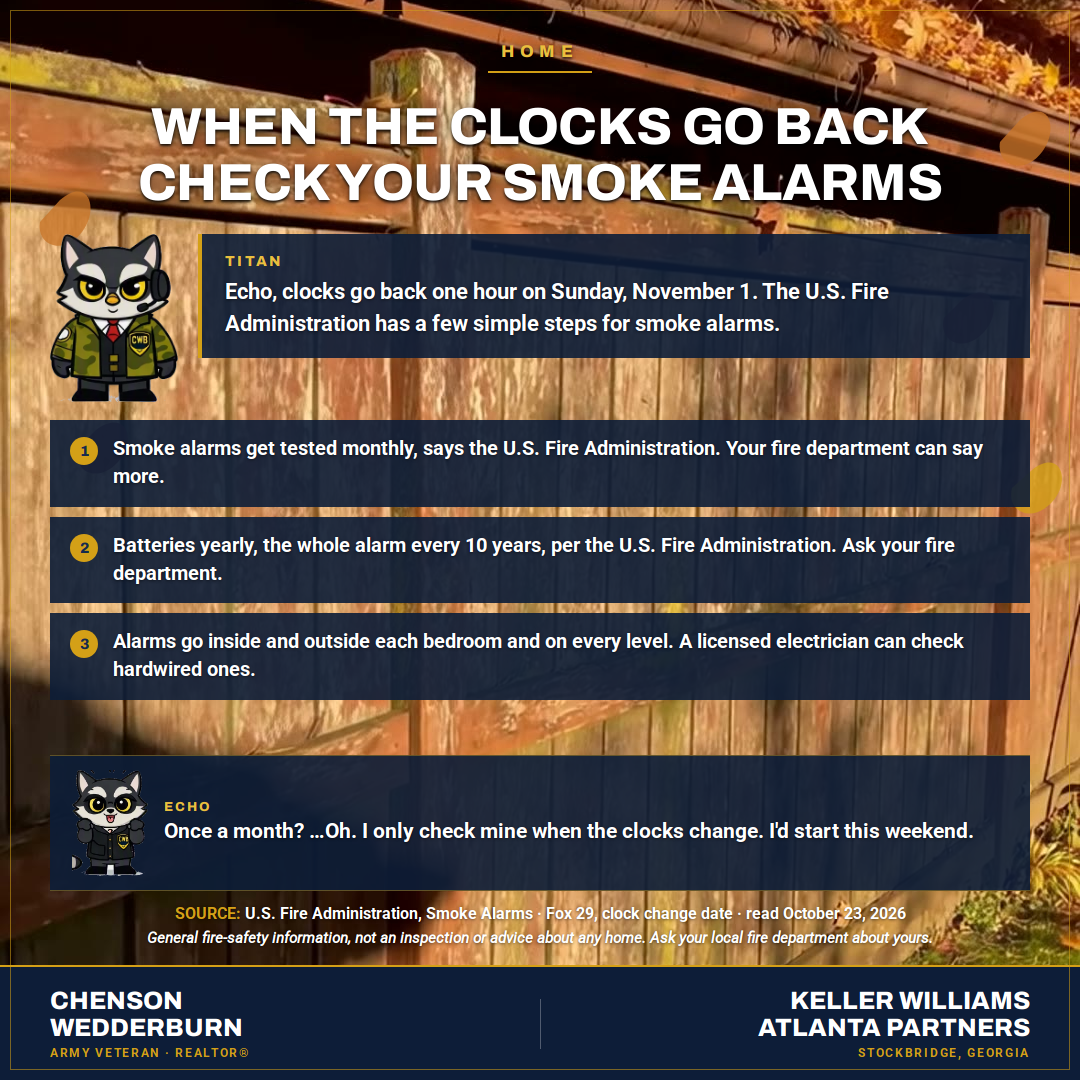 HOME
WHEN THE CLOCKS GO BACK
CHECK YOUR SMOKE ALARMS
TITAN
Echo, clocks go back one hour on Sunday, November 1. The U.S. Fire
Administration has a few simple steps for smoke alarms.
CWB
1 Smoke alarms get tested monthly, says the U.S. Fire Administration. Your fire department can say
more.
2 Batteries yearly, the whole alarm every 10 years, per the U.S. Fire Administration. Ask your fire
department.
3 Alarms go inside and outside each bedroom and on every level. A licensed electrician can check
hardwired ones.
ECHO
Once a month? ...Oh. I only check mine when the clocks change. I'd start this weekend.
CWB
SOURCE: U.S. Fire Administration, Smoke Alarms · Fox 29, clock change date · read October 23, 2026
General fire-safety information, not an inspection or advice about any home. Ask your local fire department about yours.
CHENSON
WEDDERBURN
ARMY VETERAN · REALTOR®
KELLER WILLIAMS
ATLANTA PARTNERS
STOCKBRIDGE, GEORGIA